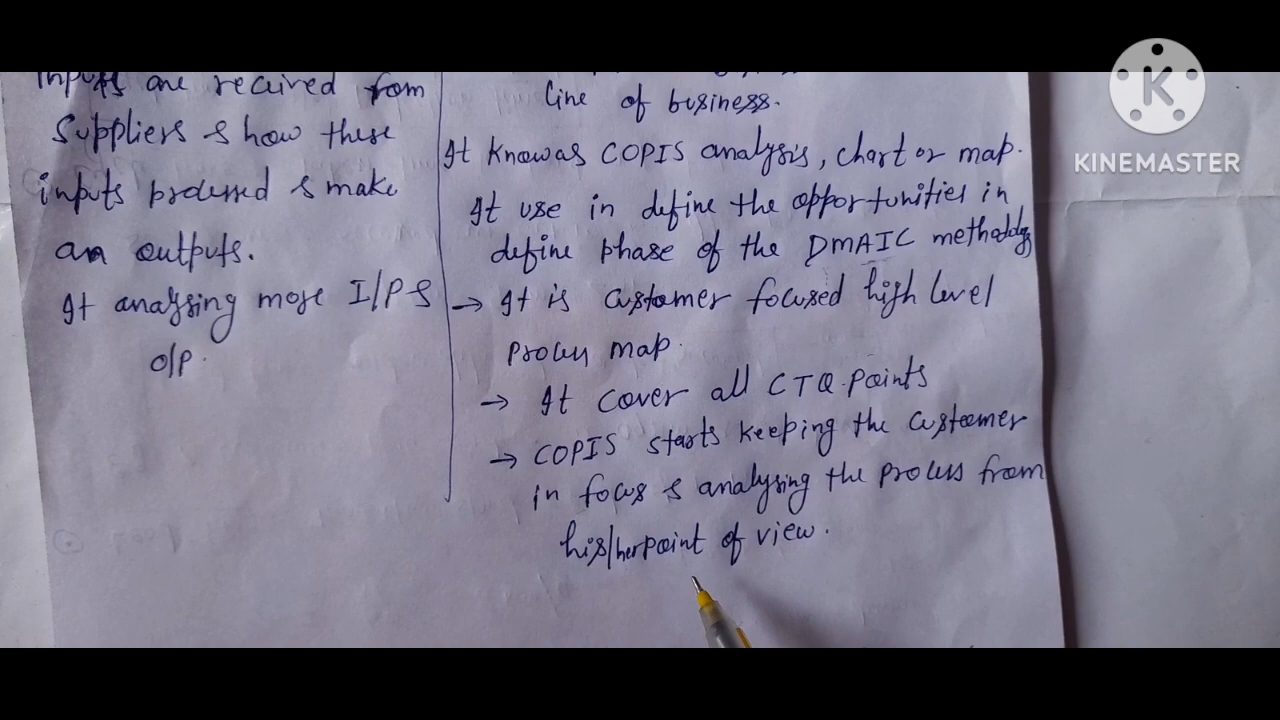 Inputs are received from
suppliers & how these
inputs processed & make
an outputs.
It analysing more I/P &
o/p.
line of business.
It knowas COPIS analysis, chart or map.
It use in define the opportunities in
define phase of the DMAIC methodology
→ It is customer focused high level
process map.
→ It cover all CTQ points
→ COPIS starts keeping the customer
in focus & analysing the process from
his/her point of view.
K
KINEMASTER